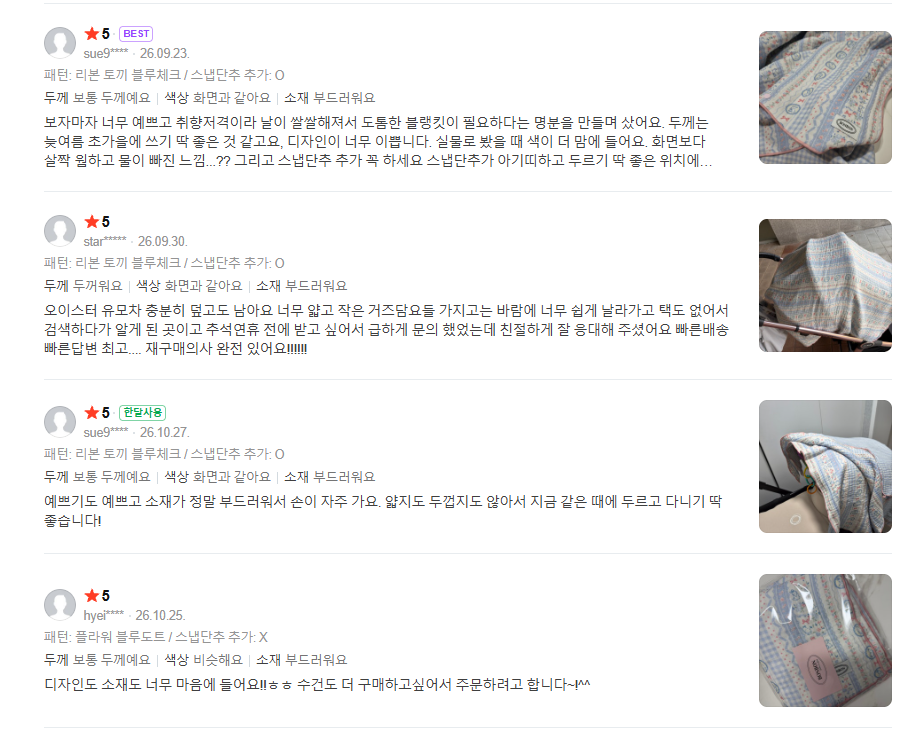 ★5 · BEST
sue9**** · 26.09.23.
패턴: 리본 토끼 블루체크 / 스냅단추 추가: O
두께 보통 두께예요 | 색상 화면과 같아요 | 소재 부드러워요
보자마자 너무 예쁘고 취향저격이라 날이 쌀쌀해져서 도톰한 블랭킷이 필요하다는 명분을 만들며 샀어요. 두께는
늦여름 초가을에 쓰기 딱 좋은 것 같고요, 디자인이 너무 이쁩니다. 실물로 봤을 때 색이 더 맘에 들어요. 화면보다
살짝 웜하고 물이 빠진 느낌...?? 그리고 스냅단추 추가 꼭 하세요 스냅단추가 아기띠하고 두르기 딱 좋은 위치에...
★5
star***** · 26.09.30.
패턴: 리본 토끼 블루체크 / 스냅단추 추가: O
두께 두꺼워요 | 색상 화면과 같아요 | 소재 부드러워요
오이스터 유모차 충분히 덮고도 남아요 너무 얇고 작은 거즈담요들 가지고는 바람에 너무 쉽게 날라가고 택도 없어서
검색하다가 알게 된 곳이고 추석연휴 전에 받고 싶어서 급하게 문의 했었는데 친절하게 잘 응대해 주셨어요 빠른배송
빠른답변 최고.... 재구매의사 완전 있어요!!!!!!
★5 · 한달사용
sue9**** · 26.10.27.
패턴: 리본 토끼 블루체크 / 스냅단추 추가: O
두께 보통 두께예요 | 색상 화면과 같아요 | 소재 부드러워요
예쁘기도 예쁘고 소재가 정말 부드러워서 손이 자주 가요. 얇지도 두껍지도 않아서 지금 같은 때에 두르고 다니기 딱
좋습니다!
★5
hyei**** · 26.10.25.
패턴: 플라워 블루도트 / 스냅단추 추가: X
두께 보통 두께예요 | 색상 비슷해요 | 소재 부드러워요
디자인도 소재도 너무 마음에 들어요!!ㅎㅎ 수건도 더 구매하고싶어서 주문하려고 합니다~!^^